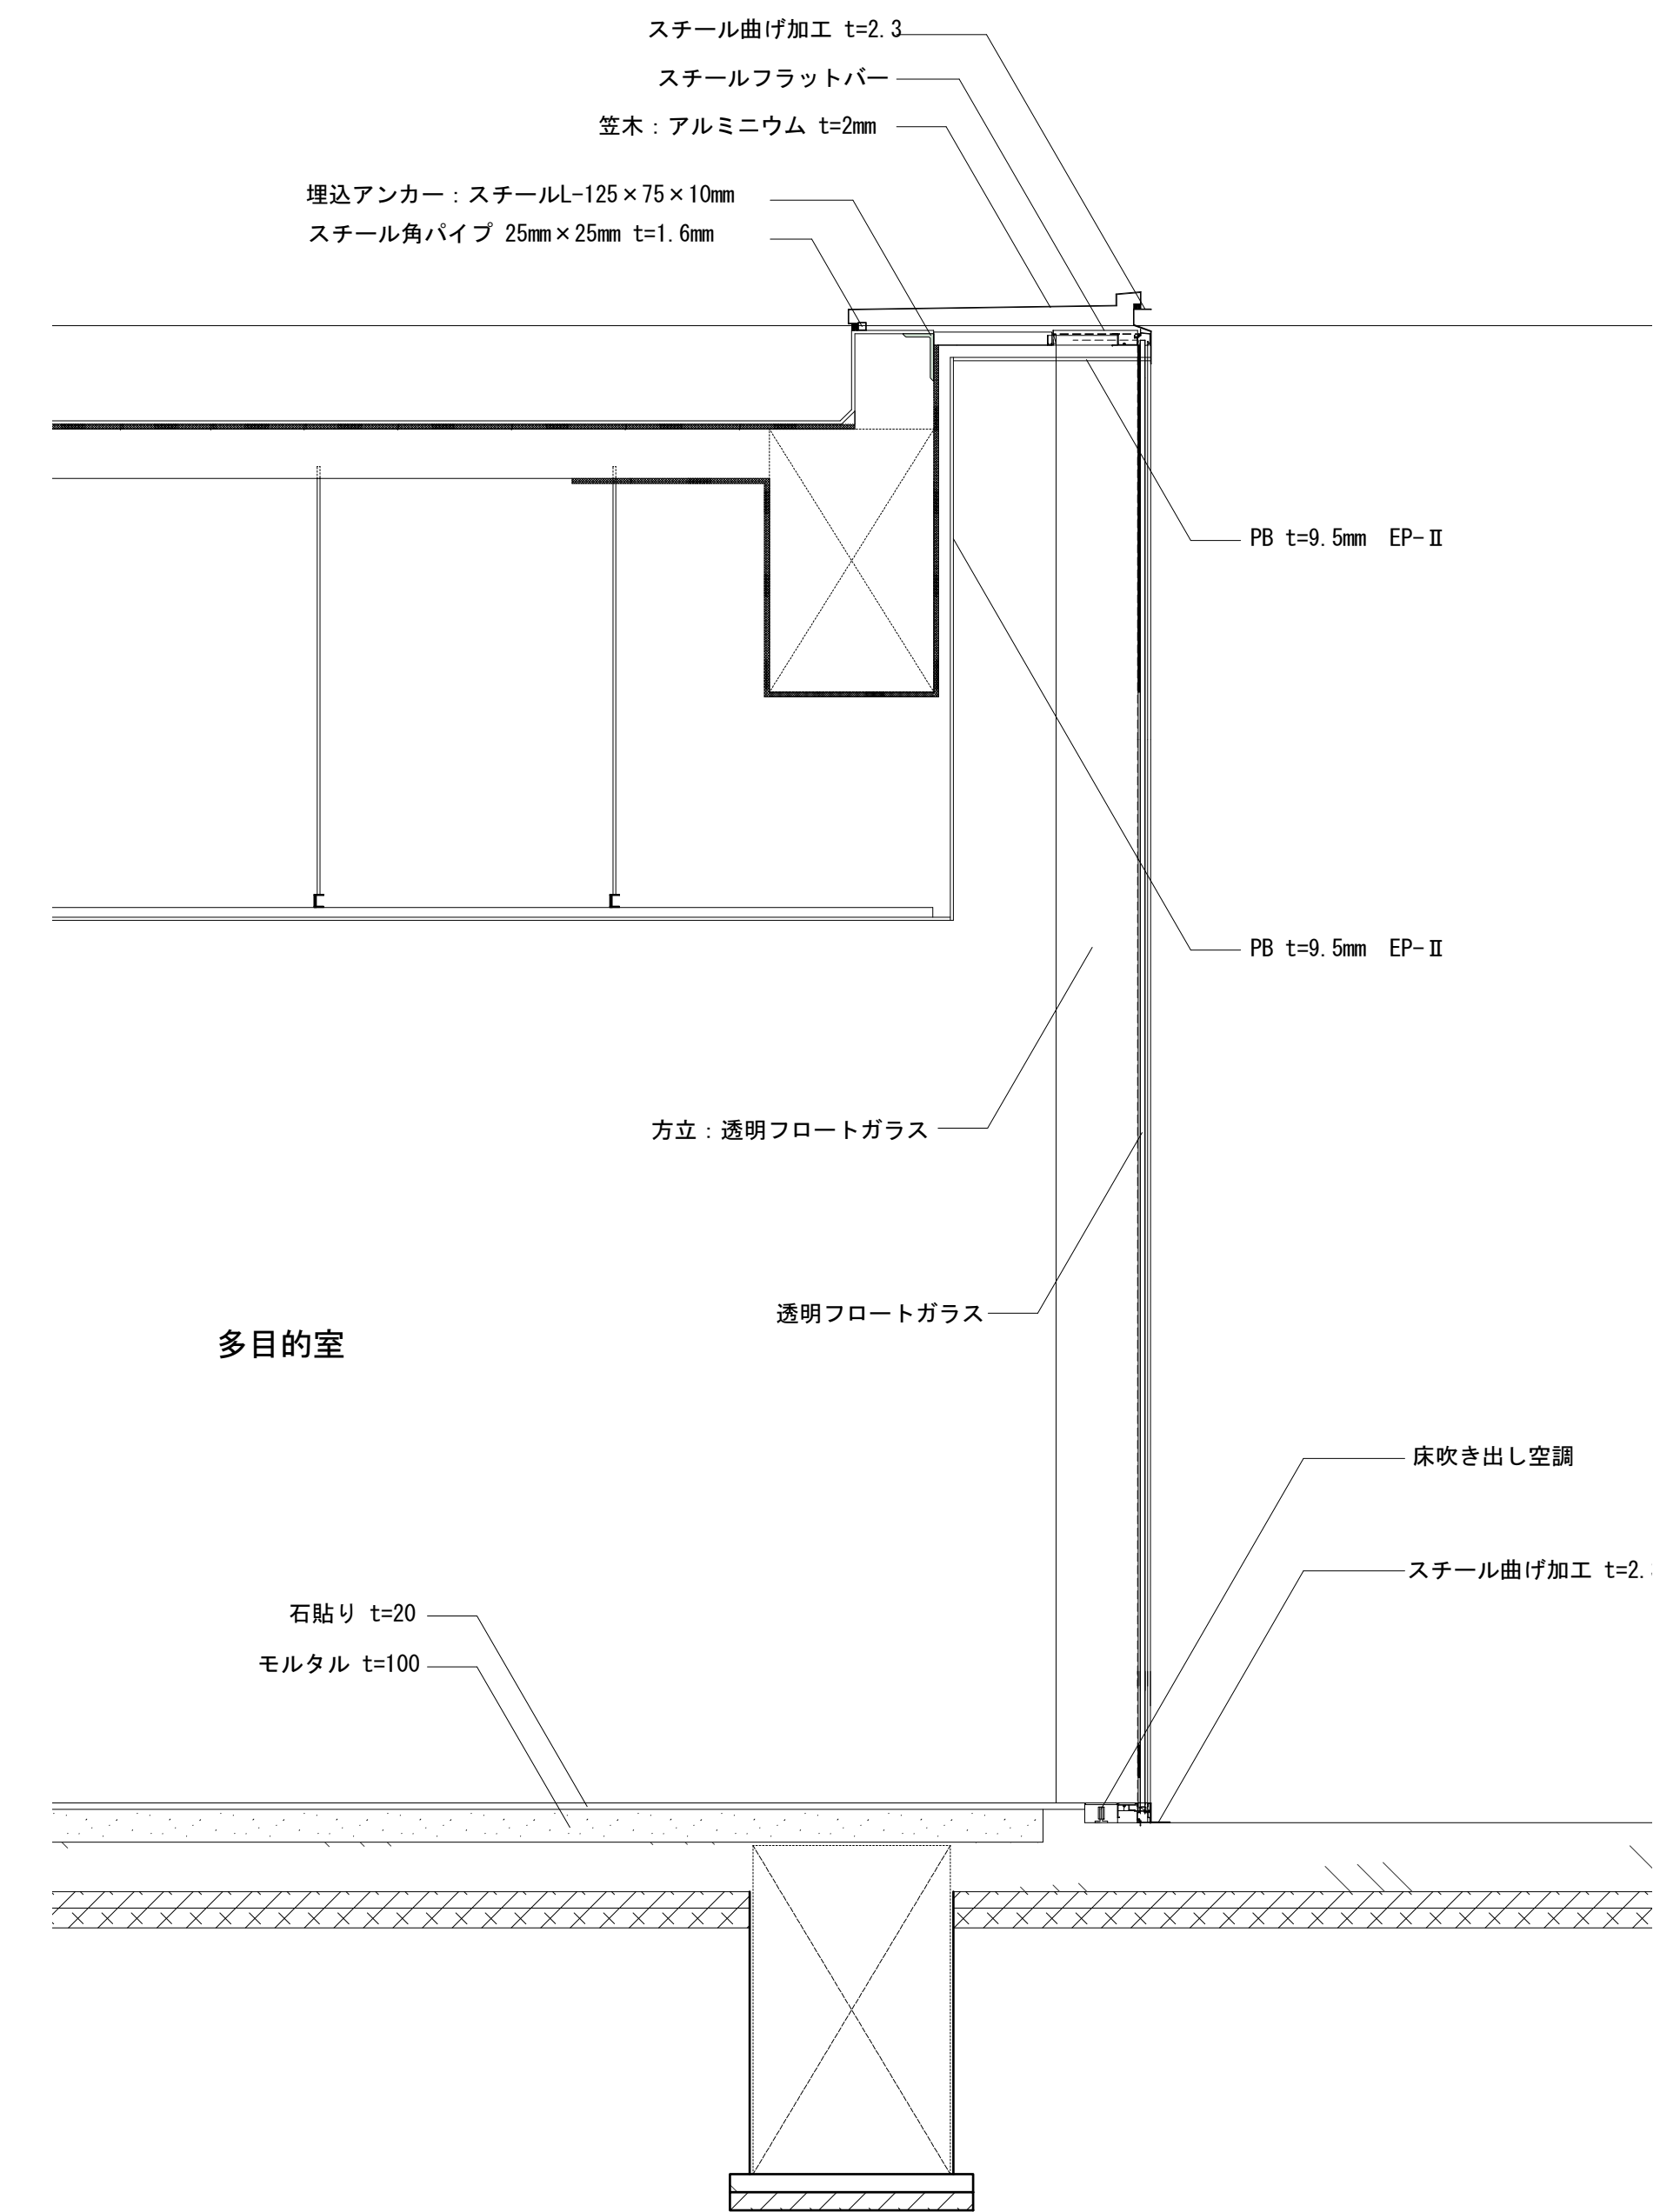 スチール曲げ加工 t=2.3
スチールフラットバー
笠木：アルミニウム t=2mm
埋込アンカー：スチールL-125×75×10mm
スチール角パイプ 25mm×25mm t=1.6mm
PB t=9.5mm EP-Ⅱ
PB t=9.5mm EP-Ⅱ
方立：透明フロートガラス
透明フロートガラス
多目的室
床吹き出し空調
スチール曲げ加工 t=2.
石貼り t=20
モルタル t=100